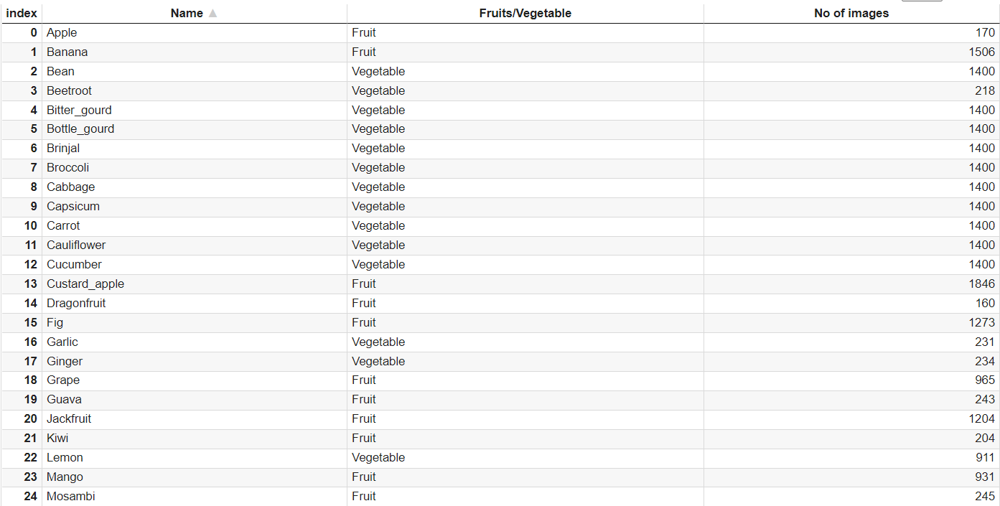 index Name Fruits/Vegetable No of images
0 Apple Fruit 170
1 Banana Fruit 1506
2 Bean Vegetable 1400
3 Beetroot Vegetable 218
4 Bitter_gourd Vegetable 1400
5 Bottle_gourd Vegetable 1400
6 Brinjal Vegetable 1400
7 Broccoli Vegetable 1400
8 Cabbage Vegetable 1400
9 Capsicum Vegetable 1400
10 Carrot Vegetable 1400
11 Cauliflower Vegetable 1400
12 Cucumber Vegetable 1400
13 Custard_apple Fruit 1846
14 Dragonfruit Fruit 160
15 Fig Fruit 1273
16 Garlic Vegetable 231
17 Ginger Vegetable 234
18 Grape Fruit 965
19 Guava Fruit 243
20 Jackfruit Fruit 1204
21 Kiwi Fruit 204
22 Lemon Vegetable 911
23 Mango Fruit 931
24 Mosambi Fruit 245